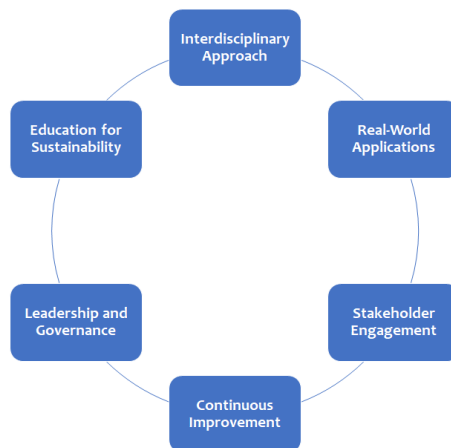 Interdisciplinary
Approach
Real-World
Applications
Stakeholder
Engagement
Continuous
Improvement
Leadership and
Governance
Education for
Sustainability